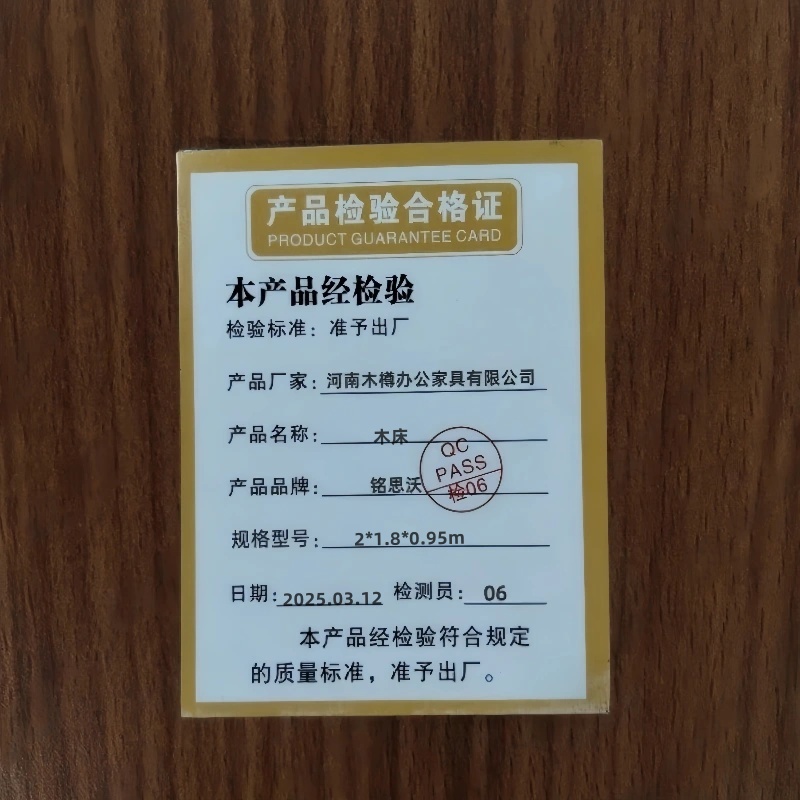 产品检验合格证
PRODUCT GUARANTEE CARD
本产品经检验
检验标准：准予出厂
产品厂家：河南木樽办公家具有限公司
产品名称：木床
QC
PASS
检06
产品品牌：铭思沃
规格型号：2*1.8*0.95m
日期：2025.03.12 检测员：06
本产品经检验符合规定
的质量标准，准予出厂。